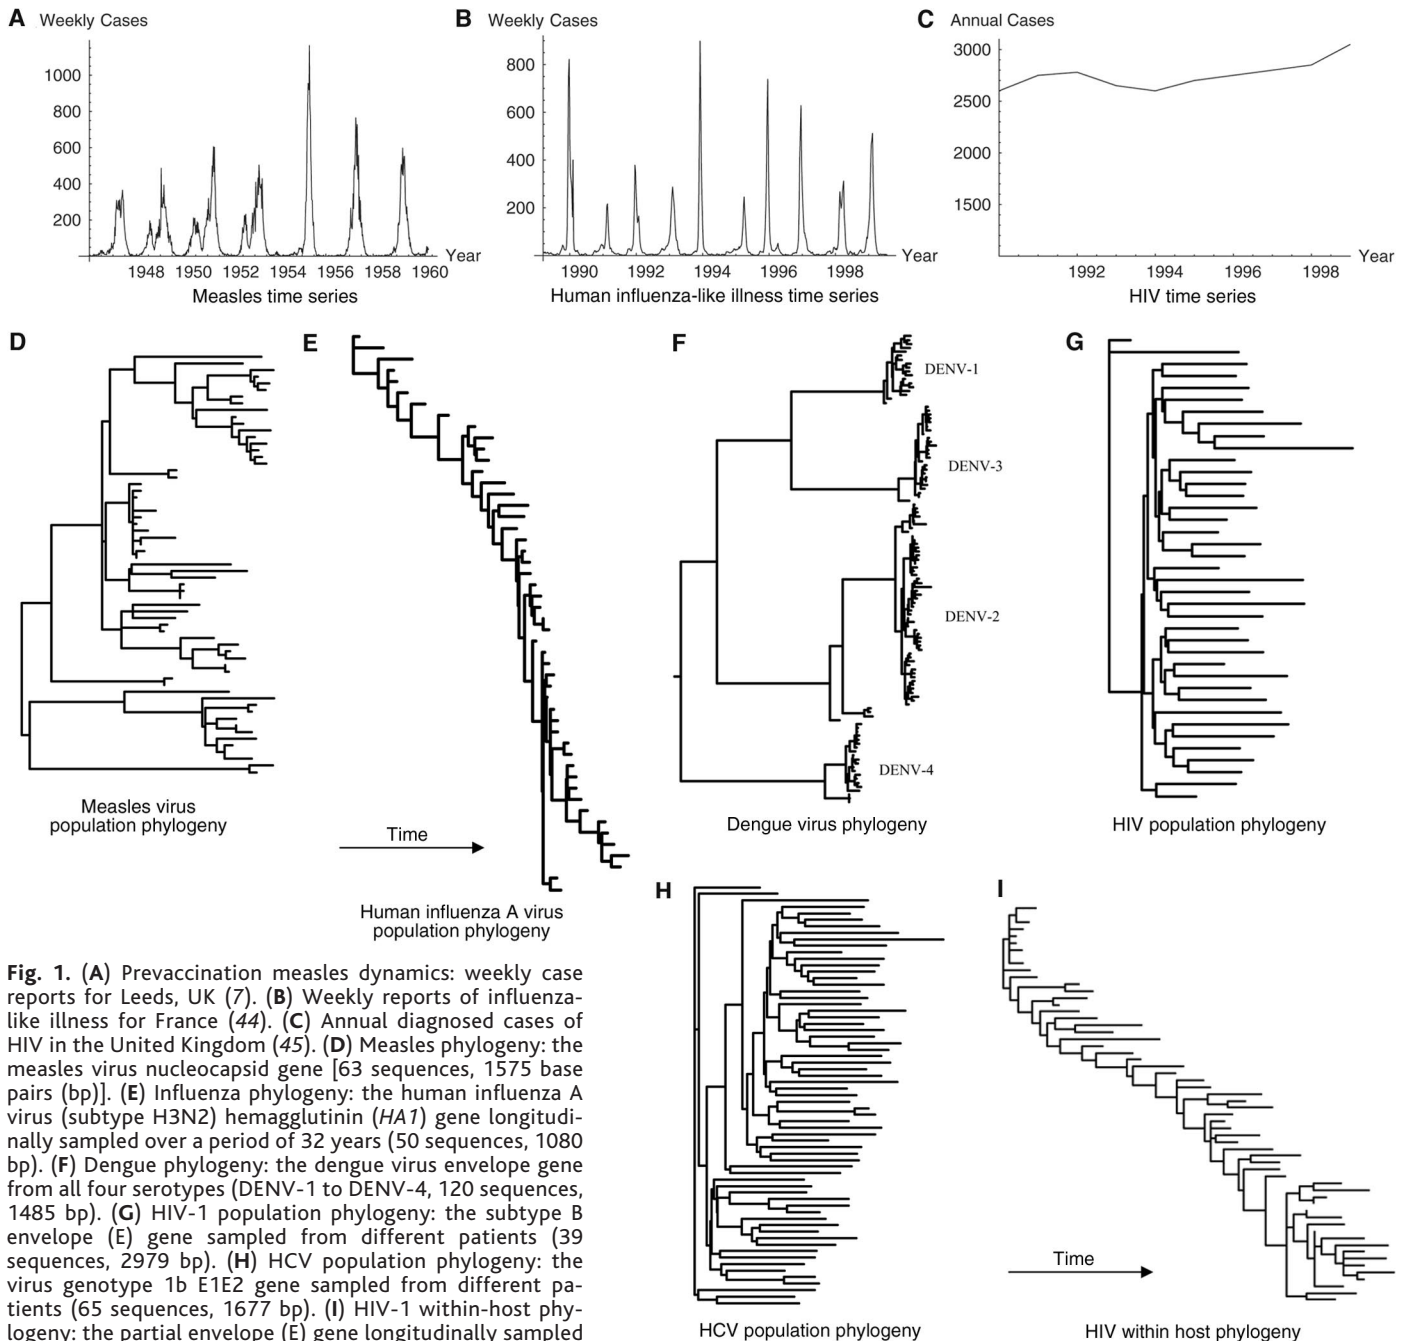 A Weekly Cases
1000
800
600
400
200
1948 1950 1952 1954 1956 1958 1960
Year
Measles time series
B Weekly Cases
800
600
400
200
1990 1992 1994 1996 1998
Year
Human influenza-like illness time series
C Annual Cases
3000
2500
2000
1500
1992 1994 1996 1998
Year
HIV time series
D
Measles virus
population phylogeny
E
Time
Human influenza A virus
population phylogeny
F
DENV-1
DENV-3
DENV-2
DENV-4
Dengue virus phylogeny
G
HIV population phylogeny
H
HCV population phylogeny
I
Time
HIV within host phylogeny
Fig. 1. (A) Prevaccination measles dynamics: weekly case
reports for Leeds, UK (7). (B) Weekly reports of influenza-
like illness for France (44). (C) Annual diagnosed cases of
HIV in the United Kingdom (45). (D) Measles phylogeny: the
measles virus nucleocapsid gene [63 sequences, 1575 base
pairs (bp)]. (E) Influenza phylogeny: the human influenza A
virus (subtype H3N2) hemagglutinin (HA1) gene longitudi-
nally sampled over a period of 32 years (50 sequences, 1080
bp). (F) Dengue phylogeny: the dengue virus envelope gene
from all four serotypes (DENV-1 to DENV-4, 120 sequences,
1485 bp). (G) HIV-1 population phylogeny: the subtype B
envelope (E) gene sampled from different patients (39
sequences, 2979 bp). (H) HCV population phylogeny: the
virus genotype 1b E1E2 gene sampled from different pa-
tients (65 sequences, 1677 bp). (I) HIV-1 within-host phy-
logeny: the partial envelope (E) gene longitudinally sampled